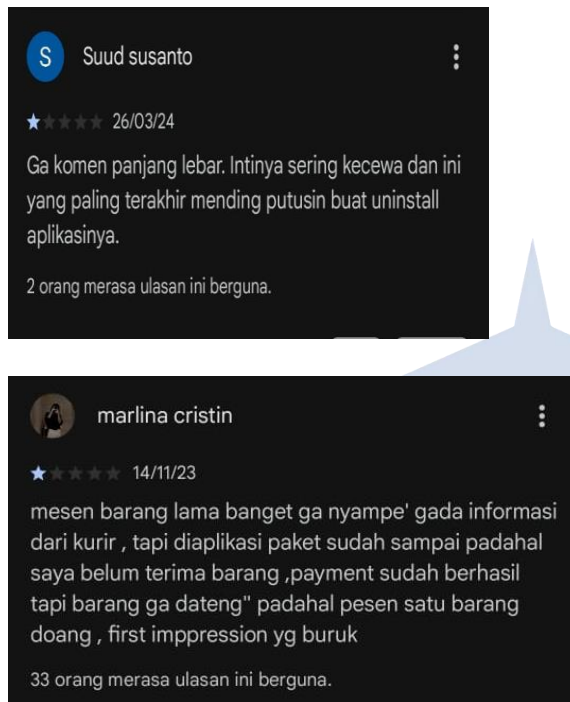 S Suud susanto
26/03/24
Ga komen panjang lebar. Intinya sering kecewa dan ini
yang paling terakhir mending putusin buat uninstall
aplikasinya.
2 orang merasa ulasan ini berguna.
marlina cristin
14/11/23
mesen barang lama banget ga nyampe' gada informasi
dari kurir , tapi diaplikasi paket sudah sampai padahal
saya belum terima barang ,payment sudah berhasil
tapi barang ga dateng" padahal pesen satu barang
doang , first imppression yg buruk
33 orang merasa ulasan ini berguna.